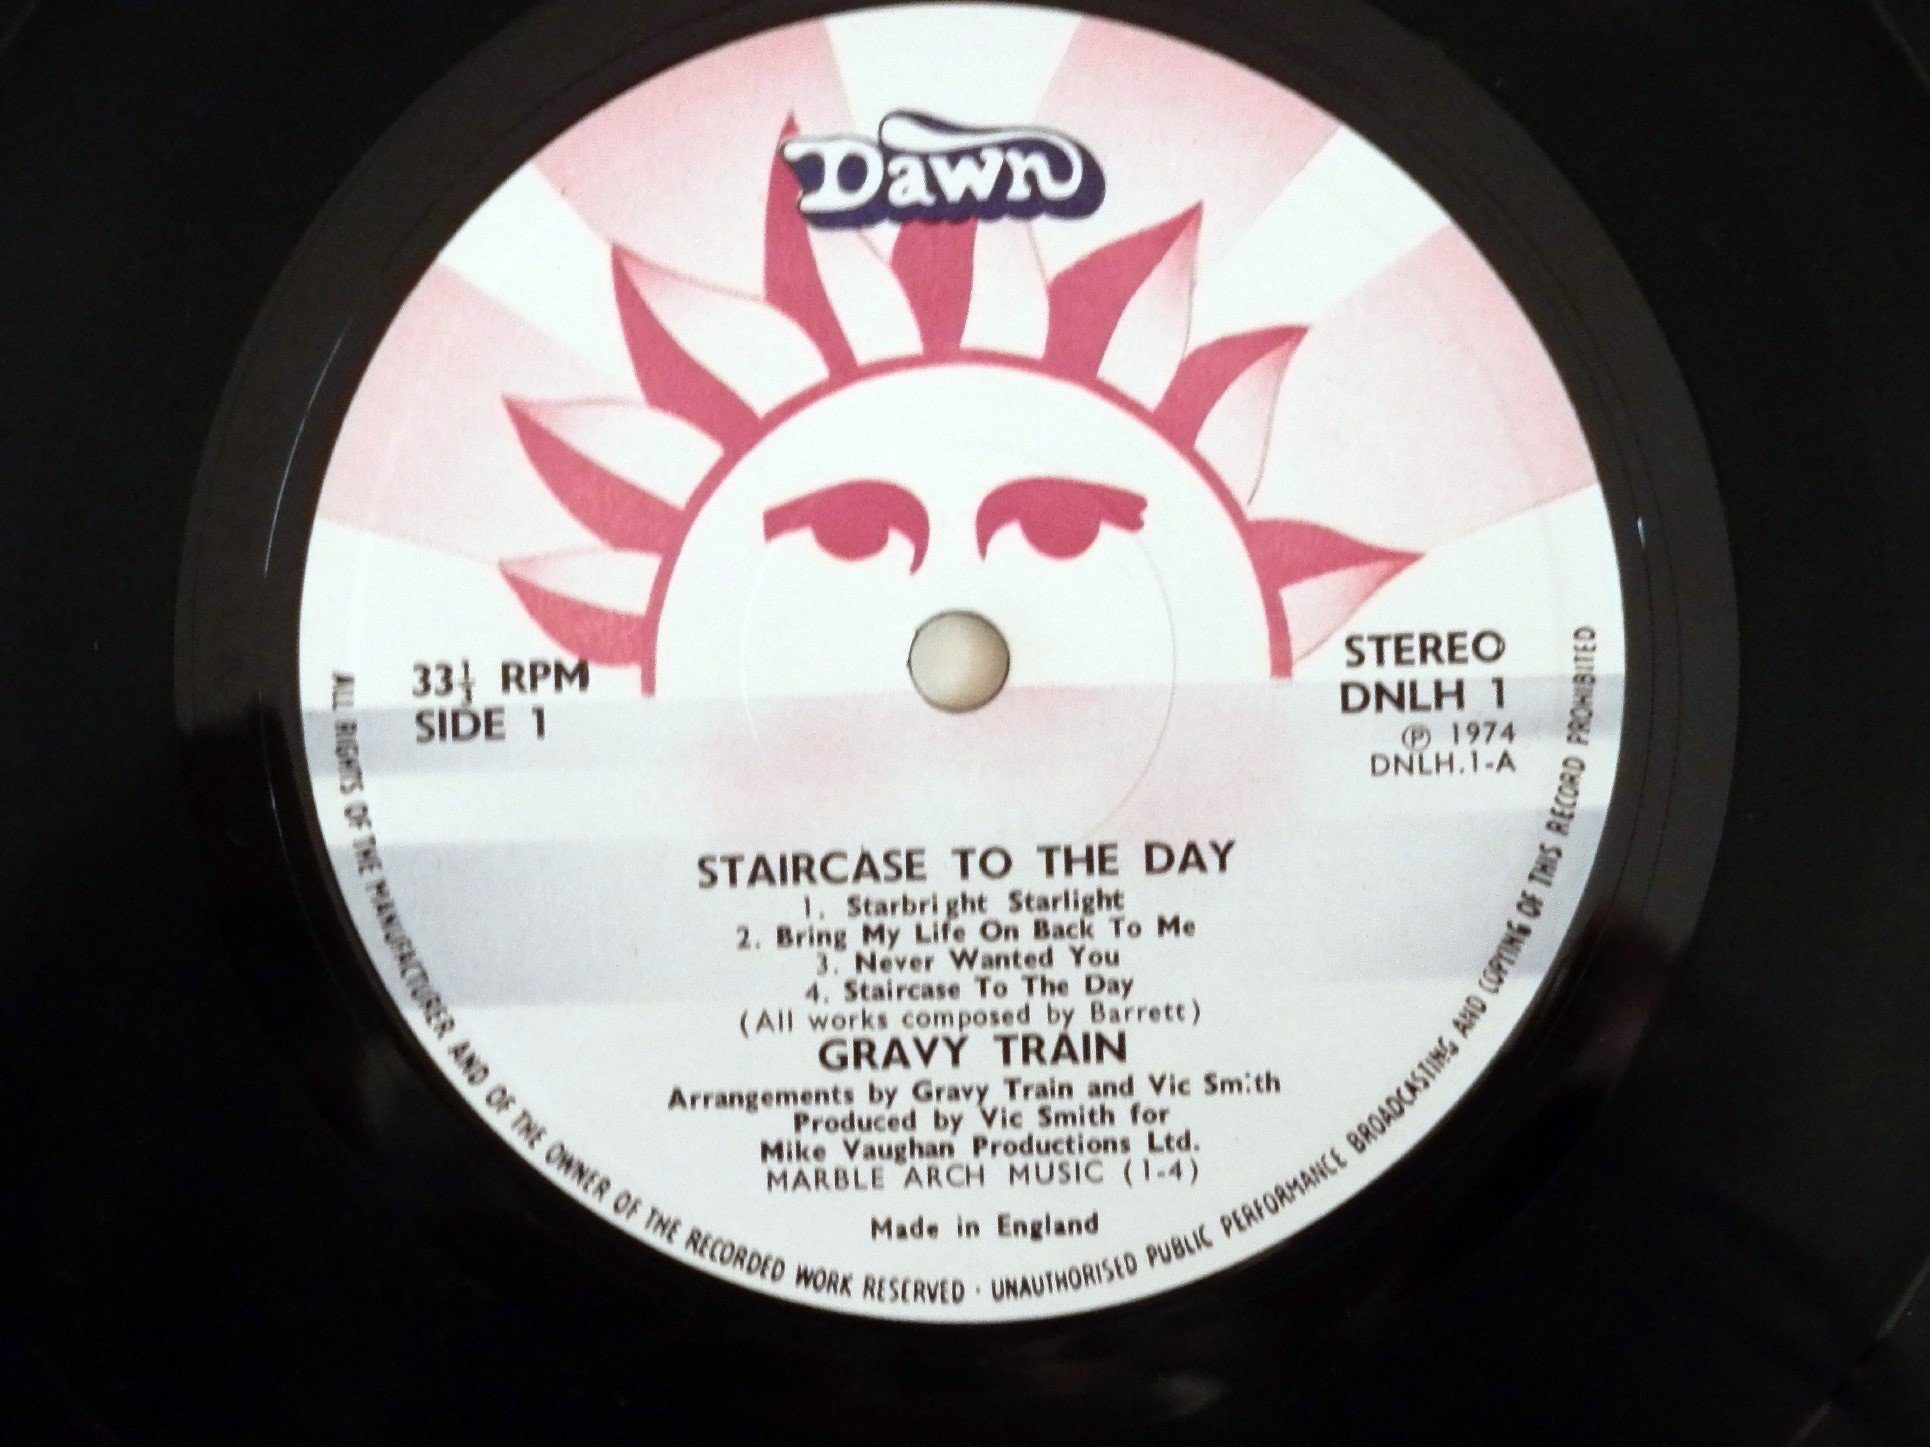 Dawn
33⅓ RPM
SIDE 1
STEREO
DNLH 1
Ⓟ 1974
DNLH.1-A
STAIRCASE TO THE DAY
1. Starbright Starlight
2. Bring My Life On Back To Me
3. Never Wanted You
4. Staircase To The Day
(All works composed by Barrett)
GRAVY TRAIN
Arrangements by Gravy Train and Vic Smith
Produced by Vic Smith for
Mike Vaughan Productions Ltd.
MARBLE ARCH MUSIC (1-4)
Made in England
ALL RIGHTS OF THE MANUFACTURER AND OF THE OWNER OF THE RECORDED WORK RESERVED · UNAUTHORISED PUBLIC PERFORMANCE BROADCASTING AND COPYING OF THIS RECORD PROHIBITED